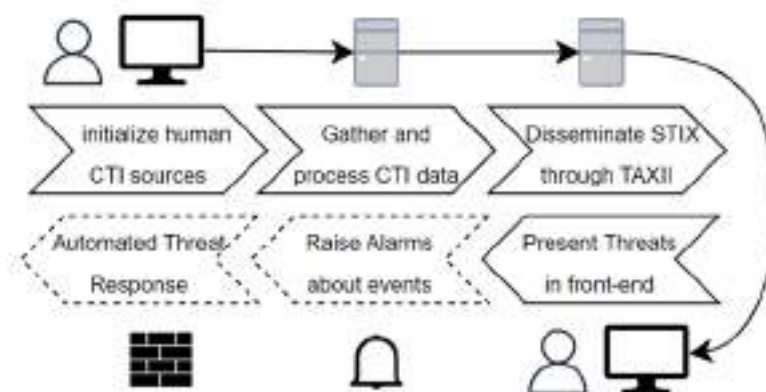 initialize human
CTI sources
Gather and
process CTI data
Disseminate STIX
through TAXII
Automated Threat
Response
Raise Alarms
about events
Present Threats
in front-end